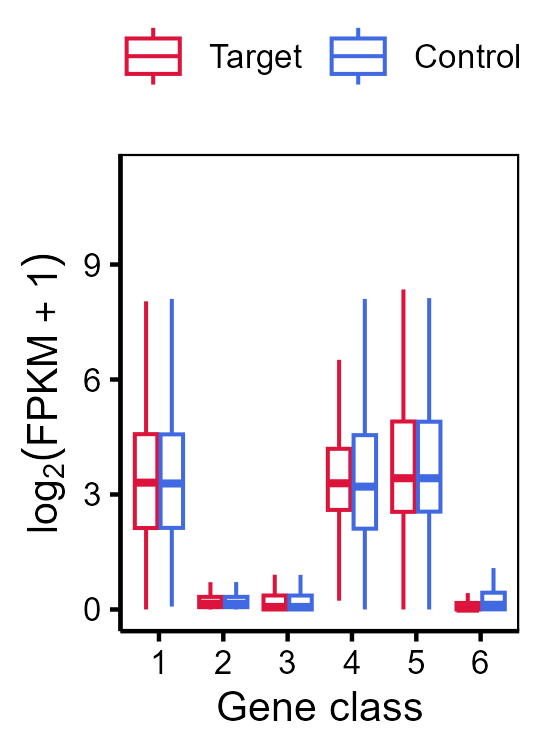 Target Control
log₂(FPKM + 1)
9
6
3
0
1 2 3 4 5 6
Gene class